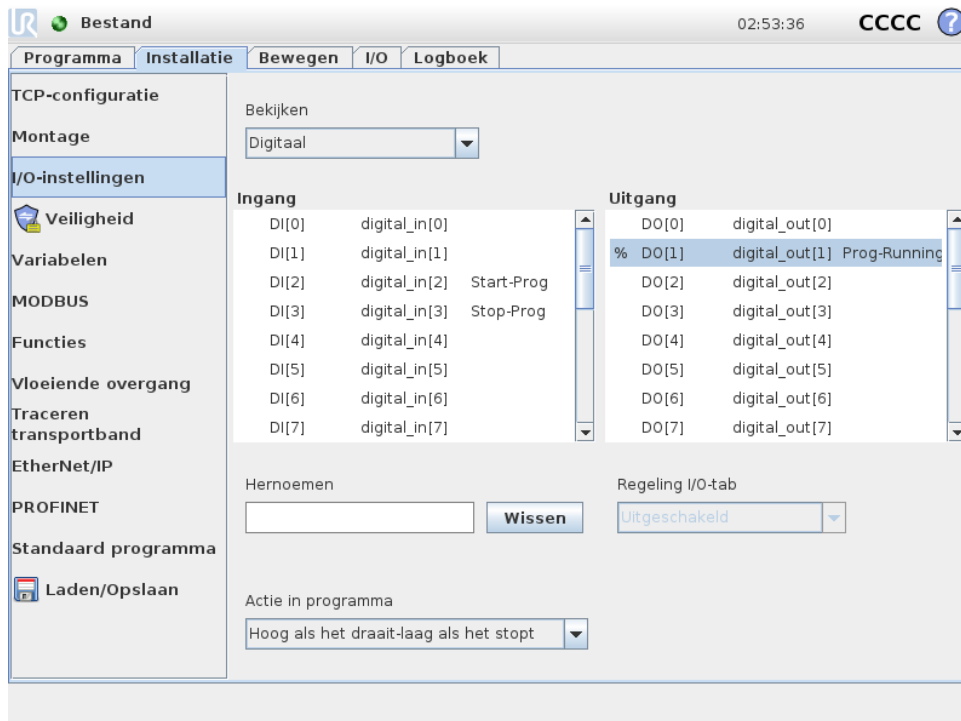 UR Bestand 02:53:36 CCCC ?
Programma Installatie Bewegen I/O Logboek
TCP-configuratie
Montage
I/O-instellingen
Veiligheid
Variabelen
MODBUS
Functies
Vloeiende overgang
Traceren
transportband
EtherNet/IP
PROFINET
Standaard programma
Laden/Opslaan
Bekijken
Digitaal
Ingang
DI[0] digital_in[0]
DI[1] digital_in[1]
DI[2] digital_in[2] Start-Prog
DI[3] digital_in[3] Stop-Prog
DI[4] digital_in[4]
DI[5] digital_in[5]
DI[6] digital_in[6]
DI[7] digital_in[7]
Uitgang
DO[0] digital_out[0]
% DO[1] digital_out[1] Prog-Running
DO[2] digital_out[2]
DO[3] digital_out[3]
DO[4] digital_out[4]
DO[5] digital_out[5]
DO[6] digital_out[6]
DO[7] digital_out[7]
Hernoemen
Wissen
Regeling I/O-tab
Uitgeschakeld
Actie in programma
Hoog als het draait-laag als het stopt